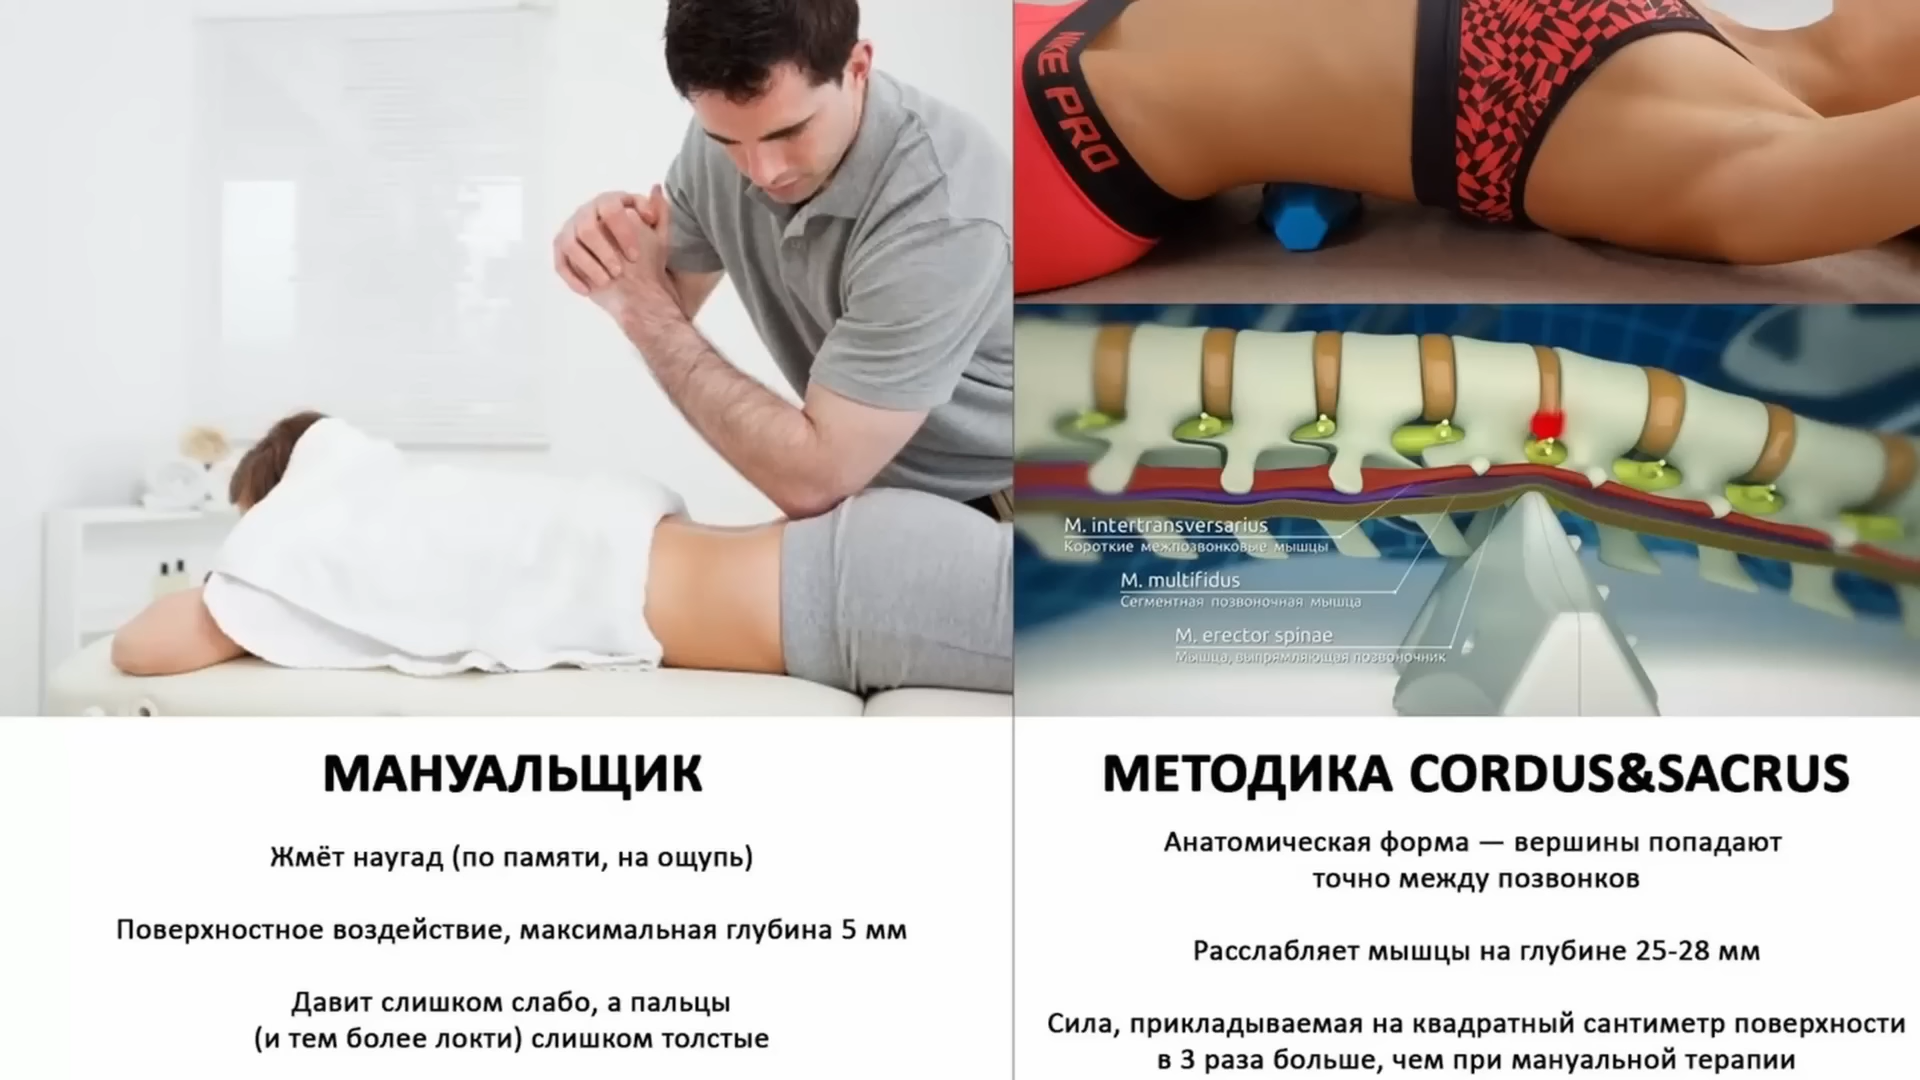 NIKE PRO
M. intertransversarius
Короткие межпозвонковые мышцы
M. multifidus
Сегментная позвоночная мышца
M. erector spinae
Мышца, выпрямляющая позвоночник
МАНУАЛЬЩИК
Жмёт наугад (по памяти, на ощупь)
Поверхностное воздействие, максимальная глубина 5 мм
Давит слишком слабо, а пальцы
(и тем более локти) слишком толстые
МЕТОДИКА CORDUS&SACRUS
Анатомическая форма — вершины попадают
точно между позвонков
Расслабляет мышцы на глубине 25-28 мм
Сила, прикладываемая на квадратный сантиметр поверхности
в 3 раза больше, чем при мануальной терапии